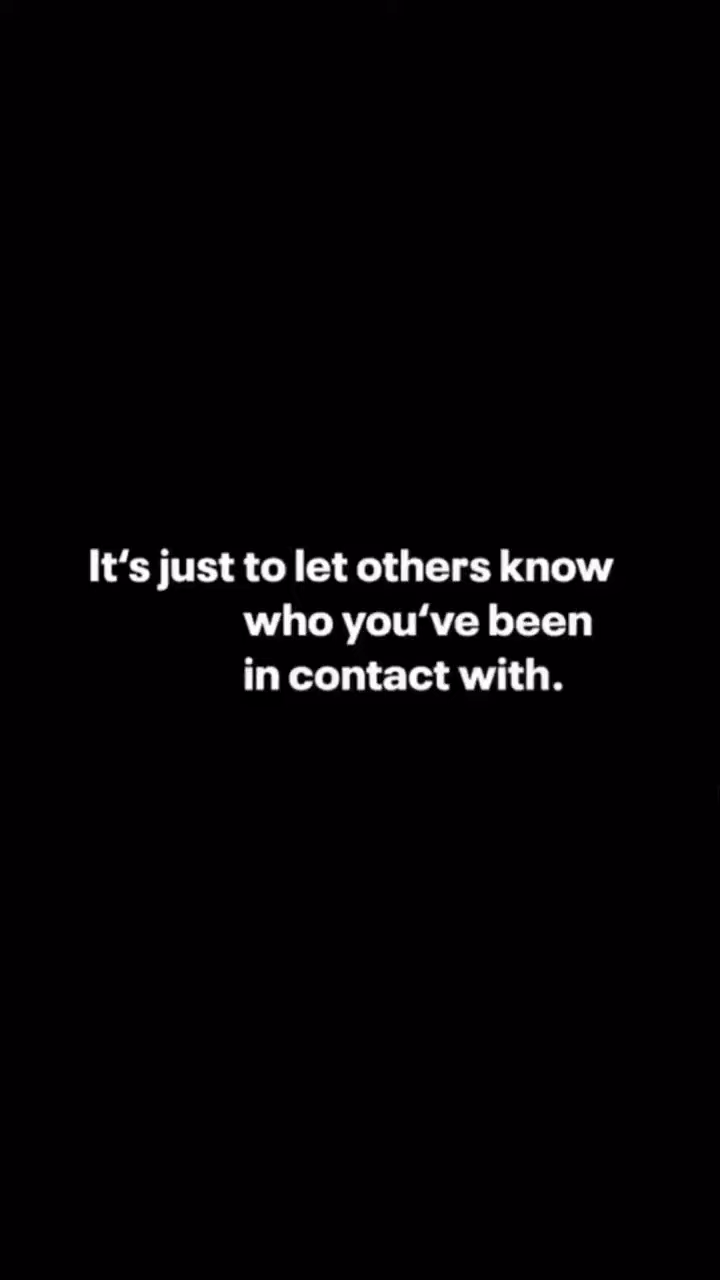 It‘s just to let others know
who you‘ve been
in contact with.